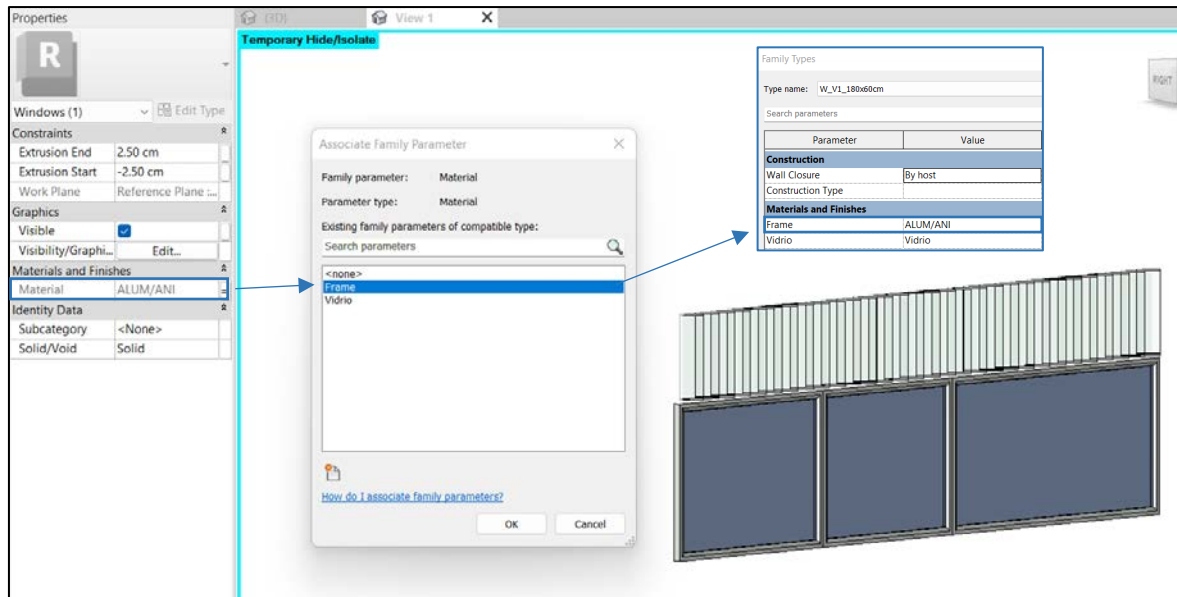 Properties
R
Windows (1)
Edit Type
Constraints
Extrusion End 2.50 cm
Extrusion Start -2.50 cm
Work Plane Reference Plane :...
Graphics
Visible
Visibility/Graphi... Edit...
Materials and Finishes
Material ALUM/ANI =
Identity Data
Subcategory <None>
Solid/Void Solid
{3D}
View 1 X
Temporary Hide/Isolate
Associate Family Parameter
Family parameter: Material
Parameter type: Material
Existing family parameters of compatible type:
Search parameters
<none>
Frame
Vidrio
How do I associate family parameters?
OK Cancel
Family Types
Type name: W_V1_180x60cm
Search parameters
Parameter Value
Construction
Wall Closure By host
Construction Type
Materials and Finishes
Frame ALUM/ANI
Vidrio Vidrio
RIGHT